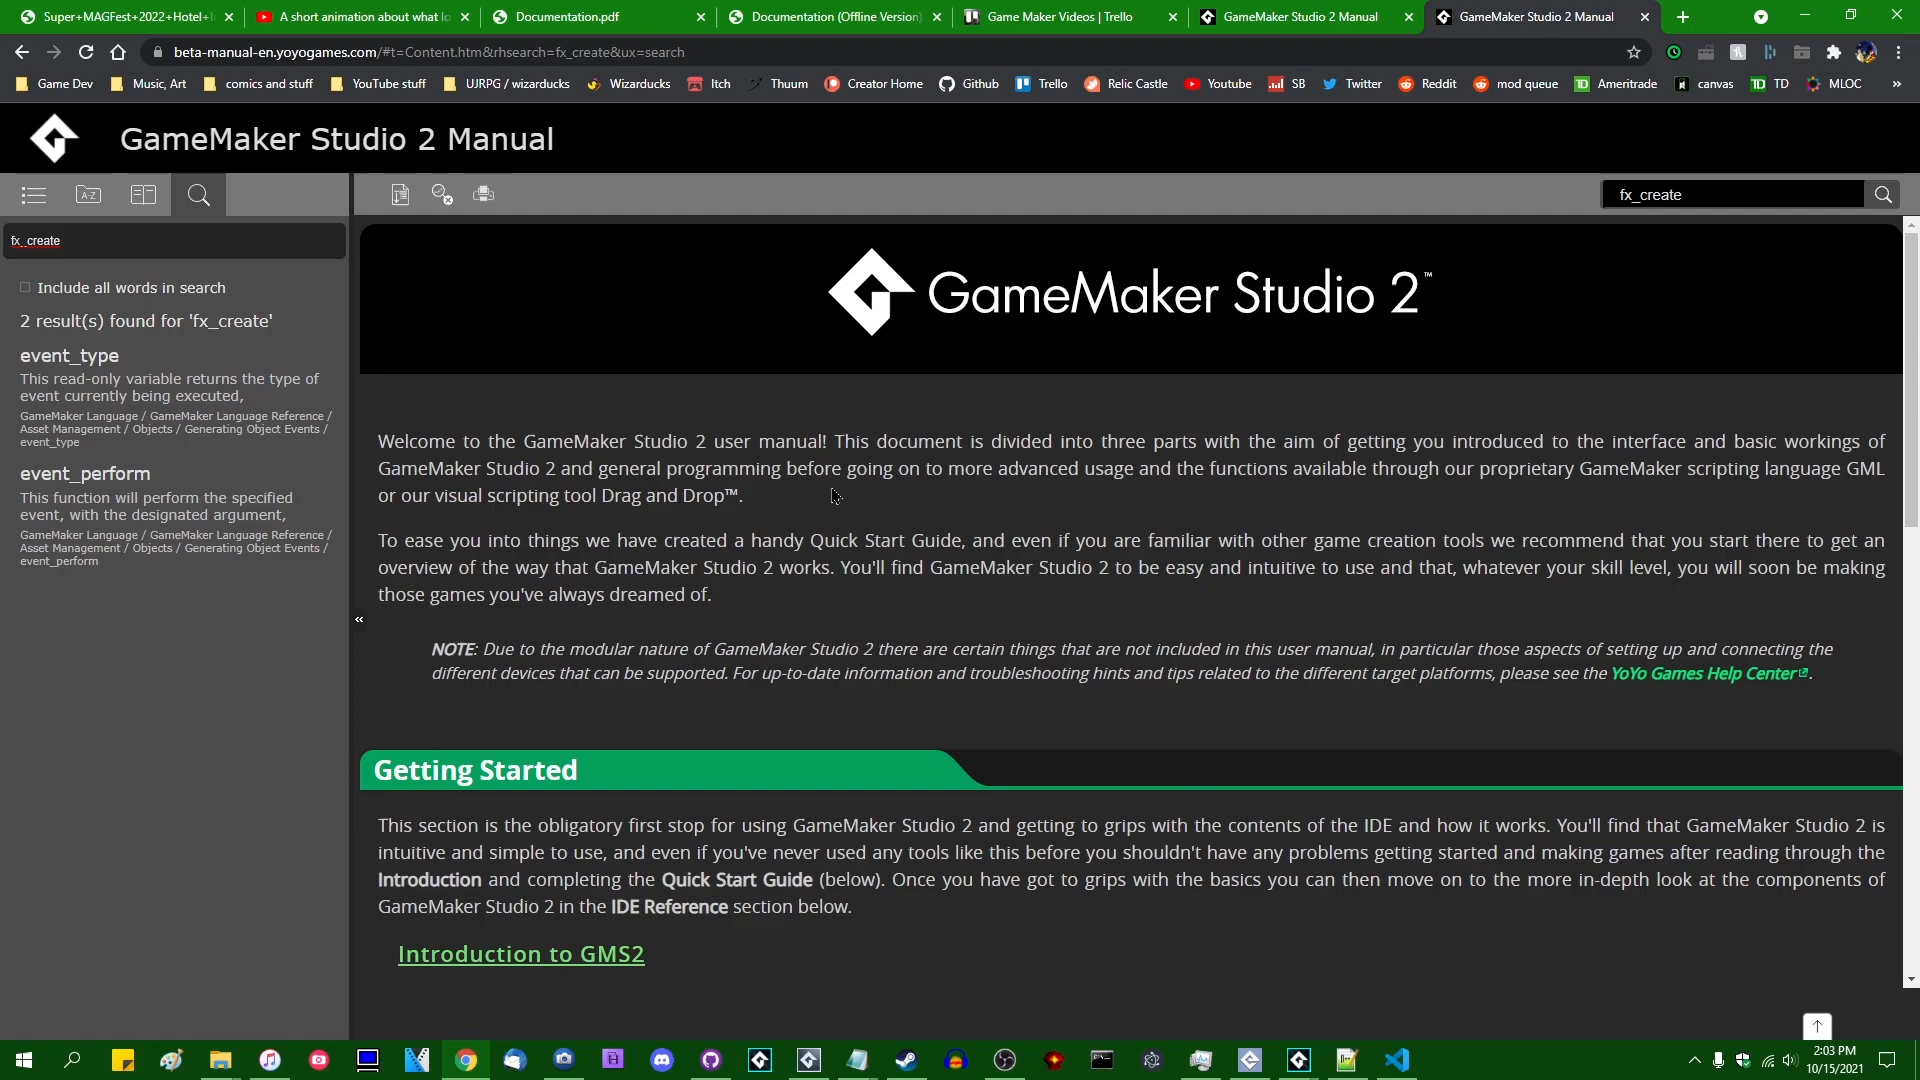 Super+MAGFest+2022+Hotel+I
A short animation about what lo
Documentation.pdf
Documentation (Offline Version)
Game Maker Videos | Trello
GameMaker Studio 2 Manual
GameMaker Studio 2 Manual
beta-manual-en.yoyogames.com/#t=Content.htm&rhsearch=fx_create&ux=search
Game Dev
Music, Art
comics and stuff
YouTube stuff
UJRPG / wizarducks
Wizarducks
Itch
Thuum
Creator Home
Github
Trello
Relic Castle
Youtube
SB
Twitter
Reddit
mod queue
Ameritrade
canvas
TD
MLOC
»
GameMaker Studio 2 Manual
A-Z
fx_create
fx_create
Include all words in search
2 result(s) found for 'fx_create'
event_type
This read-only variable returns the type of
event currently being executed,
GameMaker Language / GameMaker Language Reference /
Asset Management / Objects / Generating Object Events /
event_type
event_perform
This function will perform the specified
event, with the designated argument,
GameMaker Language / GameMaker Language Reference /
Asset Management / Objects / Generating Object Events /
event_perform
«
GameMaker Studio 2™
Welcome to the GameMaker Studio 2 user manual! This document is divided into three parts with the aim of getting you introduced to the interface and basic workings of
GameMaker Studio 2 and general programming before going on to more advanced usage and the functions available through our proprietary GameMaker scripting language GML
or our visual scripting tool Drag and Drop™.
To ease you into things we have created a handy Quick Start Guide, and even if you are familiar with other game creation tools we recommend that you start there to get an
overview of the way that GameMaker Studio 2 works. You'll find GameMaker Studio 2 to be easy and intuitive to use and that, whatever your skill level, you will soon be making
those games you've always dreamed of.
NOTE: Due to the modular nature of GameMaker Studio 2 there are certain things that are not included in this user manual, in particular those aspects of setting up and connecting the
different devices that can be supported. For up-to-date information and troubleshooting hints and tips related to the different target platforms, please see the YoYo Games Help Center.
Getting Started
This section is the obligatory first stop for using GameMaker Studio 2 and getting to grips with the contents of the IDE and how it works. You'll find that GameMaker Studio 2 is
intuitive and simple to use, and even if you've never used any tools like this before you shouldn't have any problems getting started and making games after reading through the
Introduction and completing the Quick Start Guide (below). Once you have got to grips with the basics you can then move on to the more in-depth look at the components of
GameMaker Studio 2 in the IDE Reference section below.
Introduction to GMS2
2:03 PM
10/15/2021